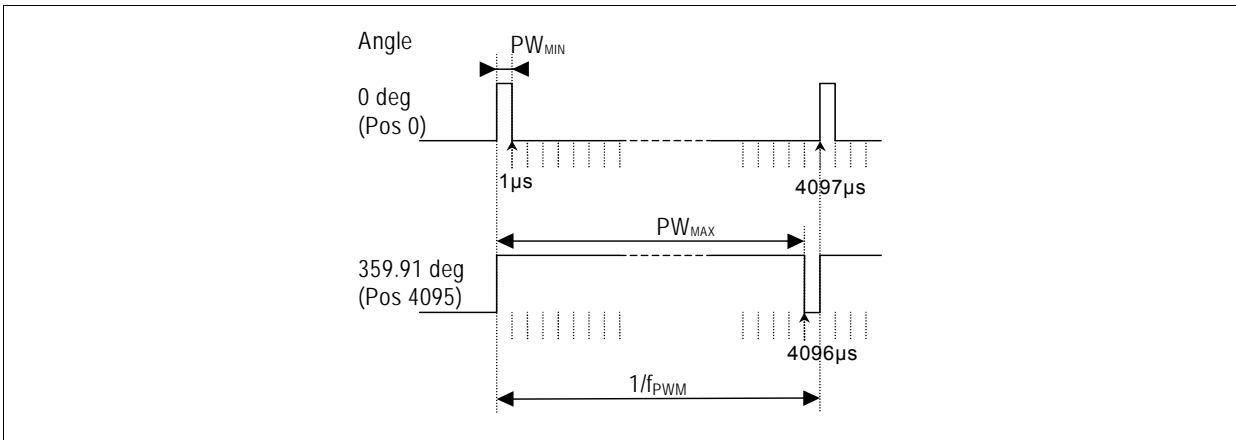 Angle
PWMIN
0 deg
(Pos 0)
1µs
4097µs
PWMAX
359.91 deg
(Pos 4095)
4096µs
1/fPWM